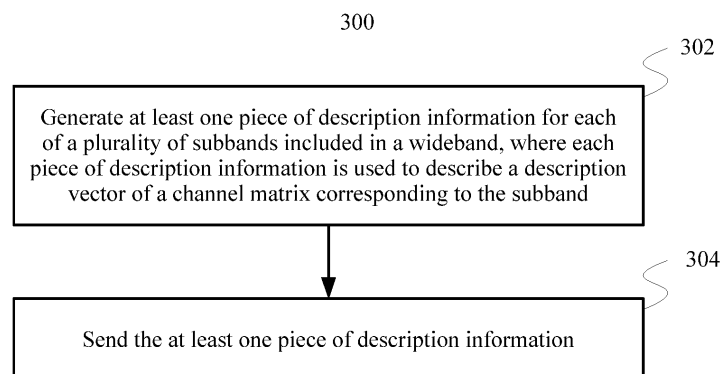 300
302
Generate at least one piece of description information for each
of a plurality of subbands included in a wideband, where each
piece of description information is used to describe a description
vector of a channel matrix corresponding to the subband
304
Send the at least one piece of description information